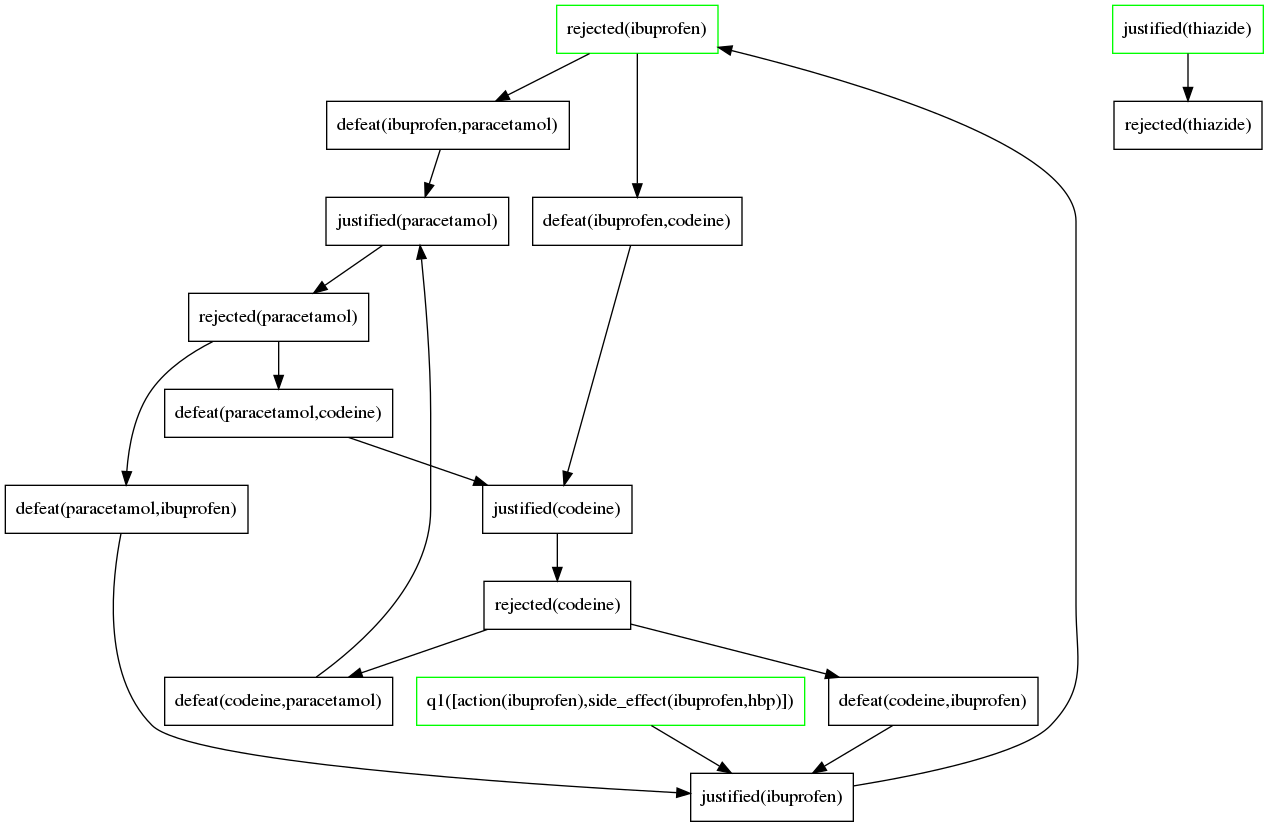 rejected(ibuprofen)
justified(thiazide)
defeat(ibuprofen,paracetamol)
rejected(thiazide)
justified(paracetamol)
defeat(ibuprofen,codeine)
rejected(paracetamol)
defeat(paracetamol,codeine)
defeat(paracetamol,ibuprofen)
justified(codeine)
rejected(codeine)
defeat(codeine,paracetamol)
q1([action(ibuprofen),side_effect(ibuprofen,hbp)])
defeat(codeine,ibuprofen)
justified(ibuprofen)